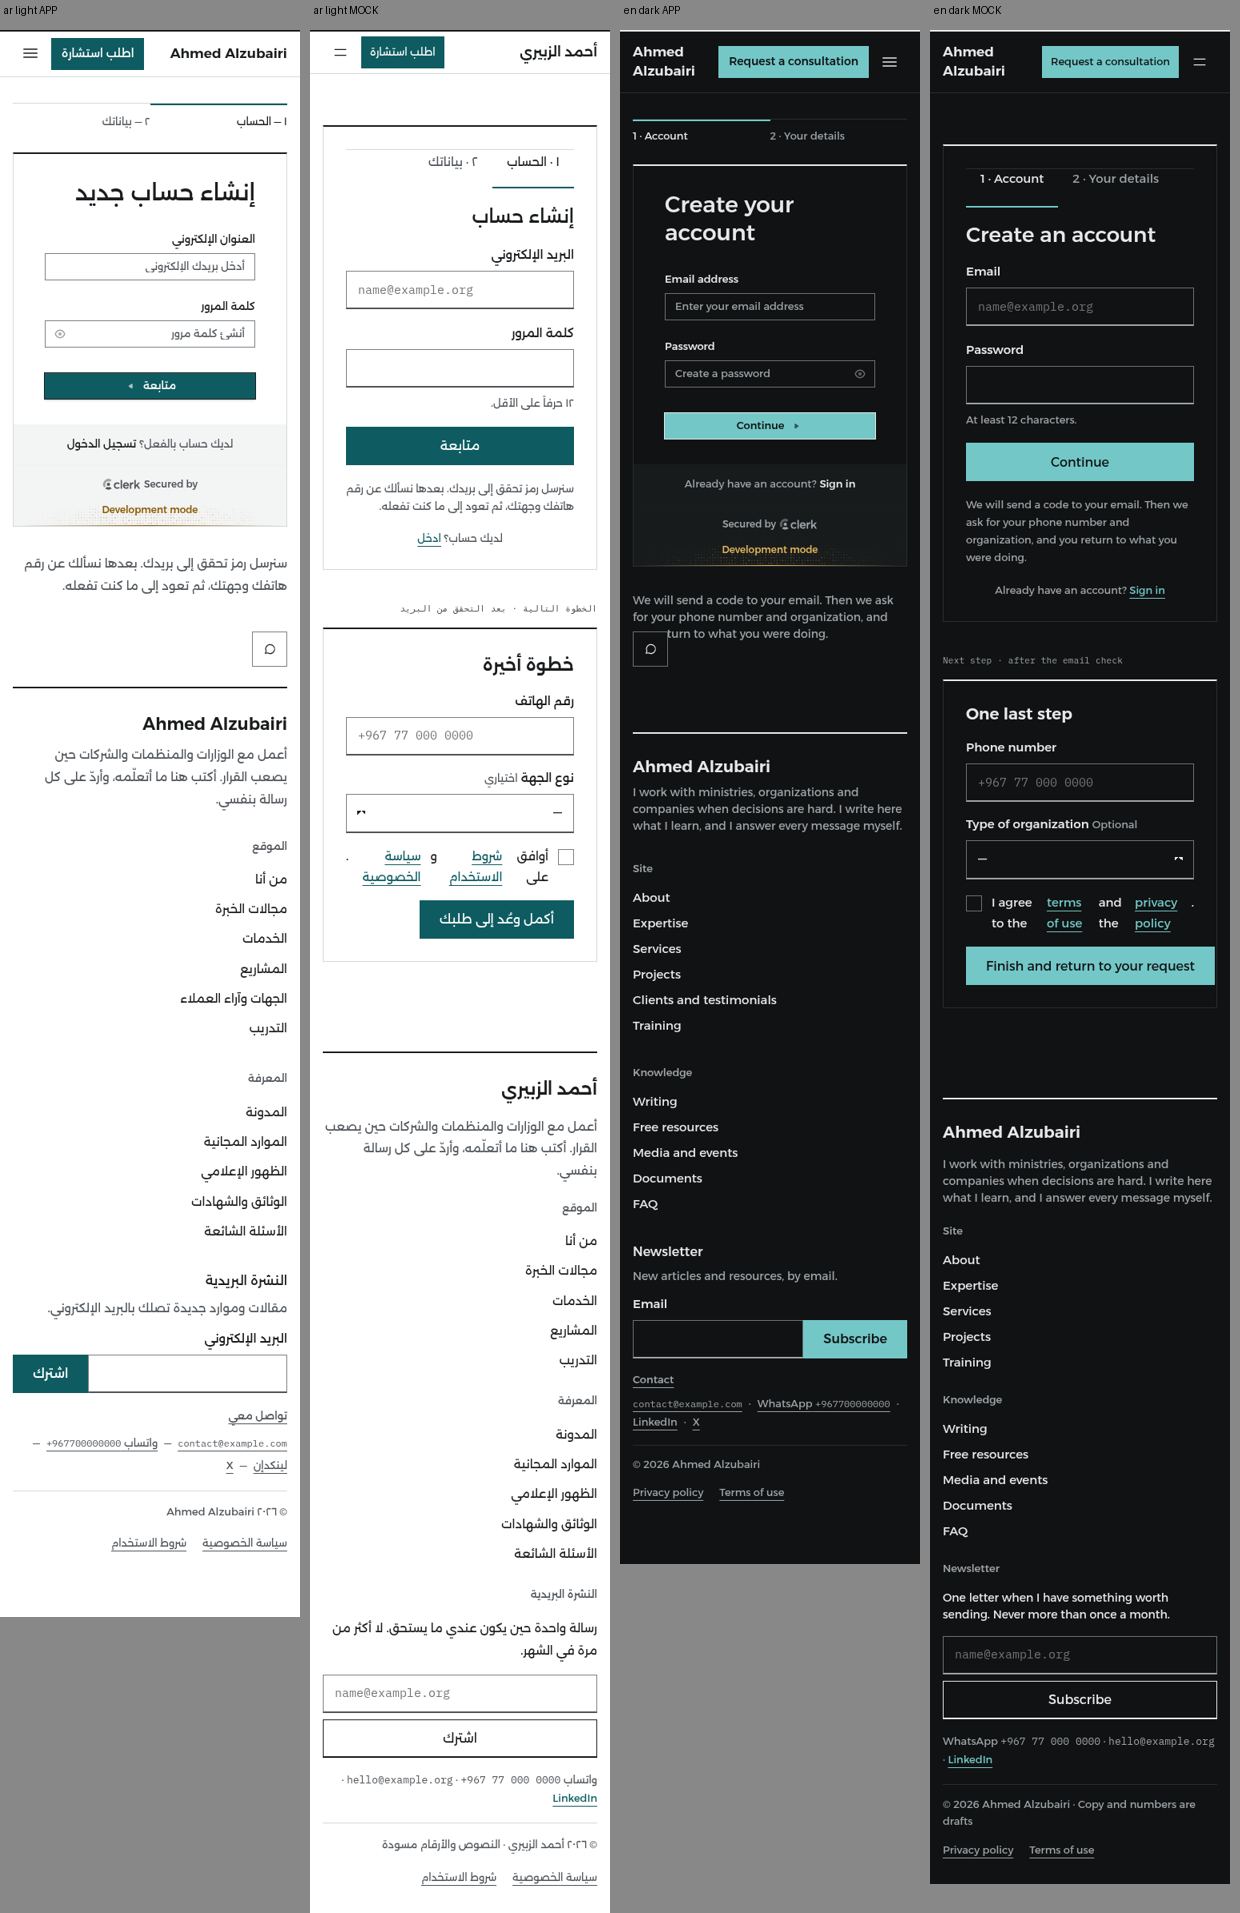 ar light APP
Ahmed Alzubairi
اطلب استشارة
١ — الحساب
٢ — بياناتك
إنشاء حساب جديد
العنوان الإلكتروني
أدخل بريدك الإلكتروني
كلمة المرور
أنشئ كلمة مرور
متابعة
لديك حساب بالفعل؟ تسجيل الدخول
Secured by clerk
Development mode
سنرسل رمز تحقق إلى بريدك. بعدها نسألك عن رقم
هاتفك وجهتك، ثم تعود إلى ما كنت تفعله.
Ahmed Alzubairi
أعمل مع الوزارات والمنظمات والشركات حين
يصعب القرار. أكتب هنا ما أتعلّمه، وأردّ على كل
رسالة بنفسي.
الموقع
من أنا
مجالات الخبرة
الخدمات
المشاريع
الجهات وآراء العملاء
التدريب
المعرفة
المدونة
الموارد المجانية
الظهور الإعلامي
الوثائق والشهادات
الأسئلة الشائعة
النشرة البريدية
مقالات وموارد جديدة تصلك بالبريد الإلكتروني.
البريد الإلكتروني
اشترك
تواصل معي
contact@example.com — واتساب +967700000000 —
لينكدإن — X
© ٢٠٢٦ Ahmed Alzubairi
سياسة الخصوصية
شروط الاستخدام
ar light MOCK
أحمد الزبيري
اطلب استشارة
١ · الحساب
٢ · بياناتك
إنشاء حساب
البريد الإلكتروني
name@example.org
كلمة المرور
١٢ حرفاً على الأقل.
متابعة
سنرسل رمز تحقق إلى بريدك. بعدها نسألك عن رقم
هاتفك وجهتك، ثم تعود إلى ما كنت تفعله.
لديك حساب؟ ادخل
الخطوة التالية · بعد التحقق من البريد
خطوة أخيرة
رقم الهاتف
+967 77 000 0000
نوع الجهة اختياري
—
أوافق على شروط الاستخدام و سياسة الخصوصية .
أكمل وعُد إلى طلبك
أحمد الزبيري
أعمل مع الوزارات والمنظمات والشركات حين يصعب
القرار. أكتب هنا ما أتعلّمه، وأردّ على كل رسالة
بنفسي.
الموقع
من أنا
مجالات الخبرة
الخدمات
المشاريع
التدريب
المعرفة
المدونة
الموارد المجانية
الظهور الإعلامي
الوثائق والشهادات
الأسئلة الشائعة
النشرة البريدية
رسالة واحدة حين يكون عندي ما يستحق. لا أكثر من
مرة في الشهر.
name@example.org
اشترك
واتساب +967 77 000 0000 · hello@example.org ·
LinkedIn
© ٢٠٢٦ أحمد الزبيري · النصوص والأرقام مسودة
سياسة الخصوصية
شروط الاستخدام
en dark APP
Ahmed
Alzubairi
Request a consultation
1 · Account
2 · Your details
Create your
account
Email address
Enter your email address
Password
Create a password
Continue
Already have an account? Sign in
Secured by clerk
Development mode
We will send a code to your email. Then we ask
for your phone number and organization, and
turn to what you were doing.
Ahmed Alzubairi
I work with ministries, organizations and
companies when decisions are hard. I write here
what I learn, and I answer every message myself.
Site
About
Expertise
Services
Projects
Clients and testimonials
Training
Knowledge
Writing
Free resources
Media and events
Documents
FAQ
Newsletter
New articles and resources, by email.
Email
Subscribe
Contact
contact@example.com · WhatsApp +967700000000 ·
LinkedIn · X
© 2026 Ahmed Alzubairi
Privacy policy
Terms of use
en dark MOCK
Ahmed
Alzubairi
Request a consultation
1 · Account
2 · Your details
Create an account
Email
name@example.org
Password
At least 12 characters.
Continue
We will send a code to your email. Then we
ask for your phone number and
organization, and you return to what you
were doing.
Already have an account? Sign in
Next step · after the email check
One last step
Phone number
+967 77 000 0000
Type of organization Optional
—
I agree to the terms of use and the privacy policy .
Finish and return to your request
Ahmed Alzubairi
I work with ministries, organizations and
companies when decisions are hard. I write here
what I learn, and I answer every message myself.
Site
About
Expertise
Services
Projects
Training
Knowledge
Writing
Free resources
Media and events
Documents
FAQ
Newsletter
One letter when I have something worth
sending. Never more than once a month.
name@example.org
Subscribe
WhatsApp +967 77 000 0000 · hello@example.org
· LinkedIn
© 2026 Ahmed Alzubairi · Copy and numbers are
drafts
Privacy policy
Terms of use